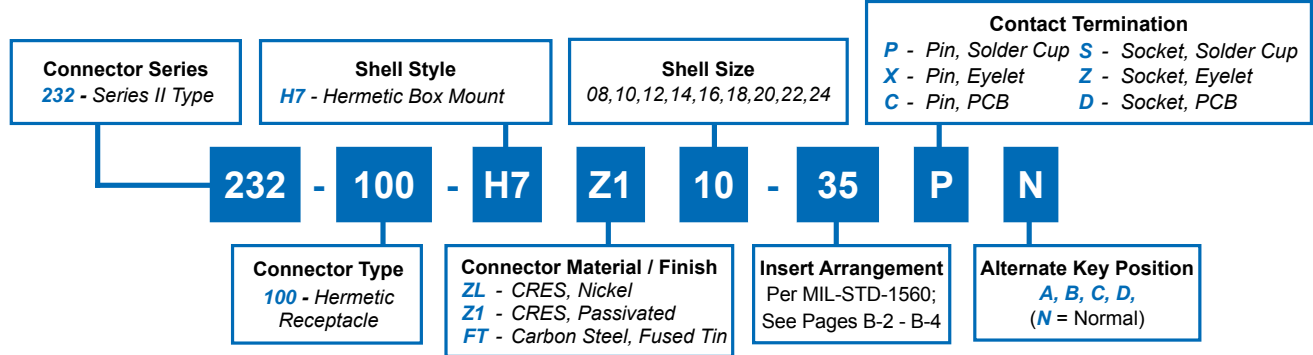 Connector Series
232 - Series II Type
Shell Style
H7 - Hermetic Box Mount
Shell Size
08,10,12,14,16,18,20,22,24
Contact Termination
P - Pin, Solder Cup S - Socket, Solder Cup
X - Pin, Eyelet Z - Socket, Eyelet
C - Pin, PCB D - Socket, PCB
232 - 100 - H7 Z1 10 - 35 P N
Connector Type
100 - Hermetic
Receptacle
Connector Material / Finish
ZL - CRES, Nickel
Z1 - CRES, Passivated
FT - Carbon Steel, Fused Tin
Insert Arrangement
Per MIL-STD-1560;
See Pages B-2 - B-4
Alternate Key Position
A, B, C, D,
(N = Normal)